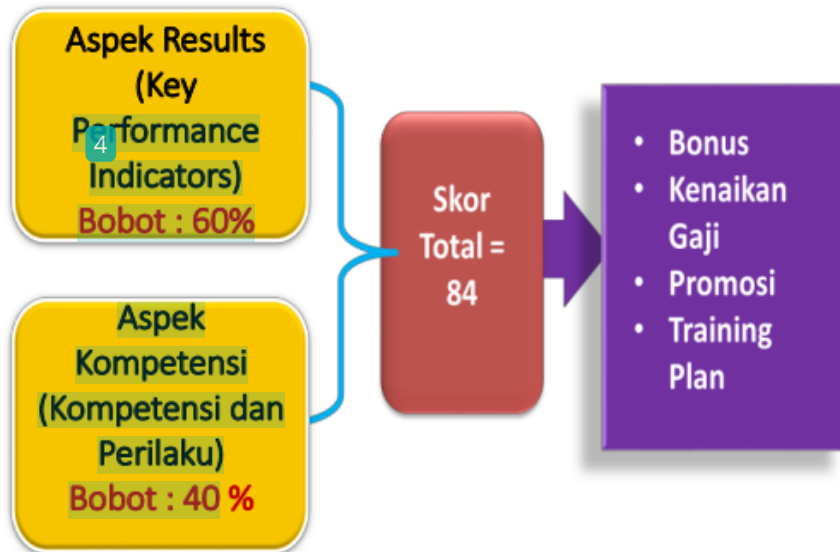 Aspek Results
(Key
Performance
4
Indicators)
Bobot : 60%
Aspek
Kompetensi
(Kompetensi dan
Perilaku)
Bobot : 40 %
Skor
Total =
84
• Bonus
• Kenaikan
Gaji
• Promosi
• Training
Plan